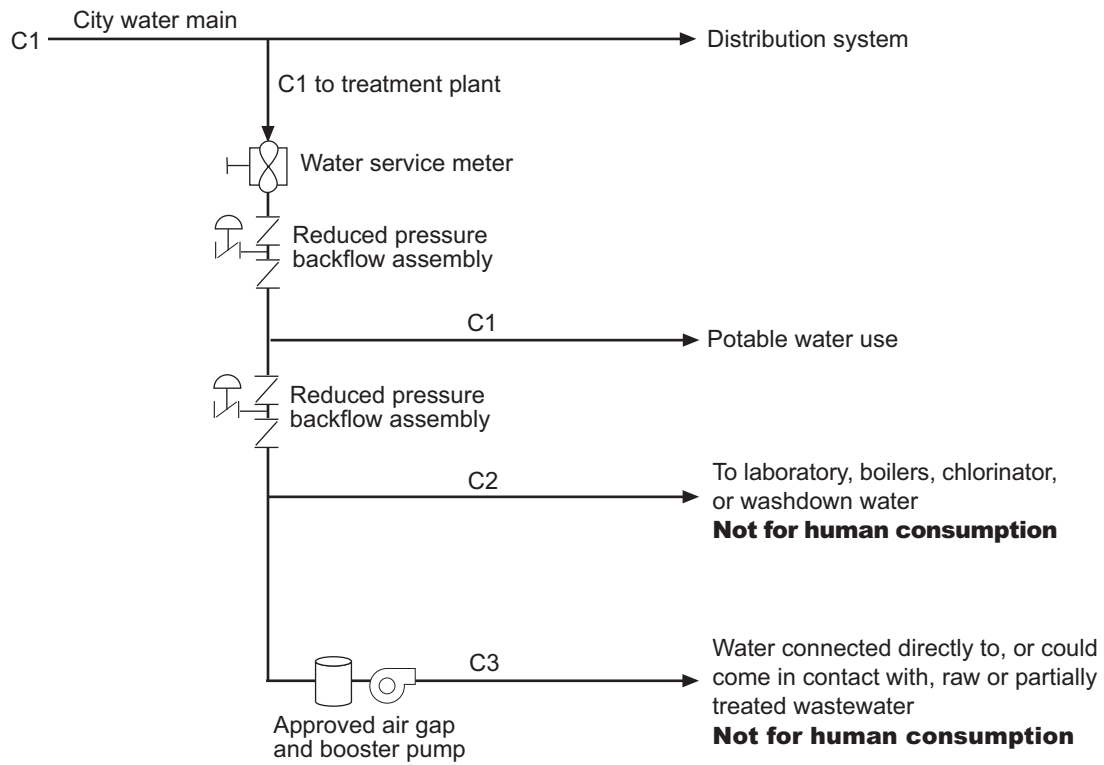 City water main
C1
Distribution system
C1 to treatment plant
Water service meter
Reduced pressure
backflow assembly
C1
Potable water use
Reduced pressure
backflow assembly
C2
To laboratory, boilers, chlorinator,
or washdown water
Not for human consumption
C3
Water connected directly to, or could
come in contact with, raw or partially
treated wastewater
Not for human consumption
Approved air gap
and booster pump